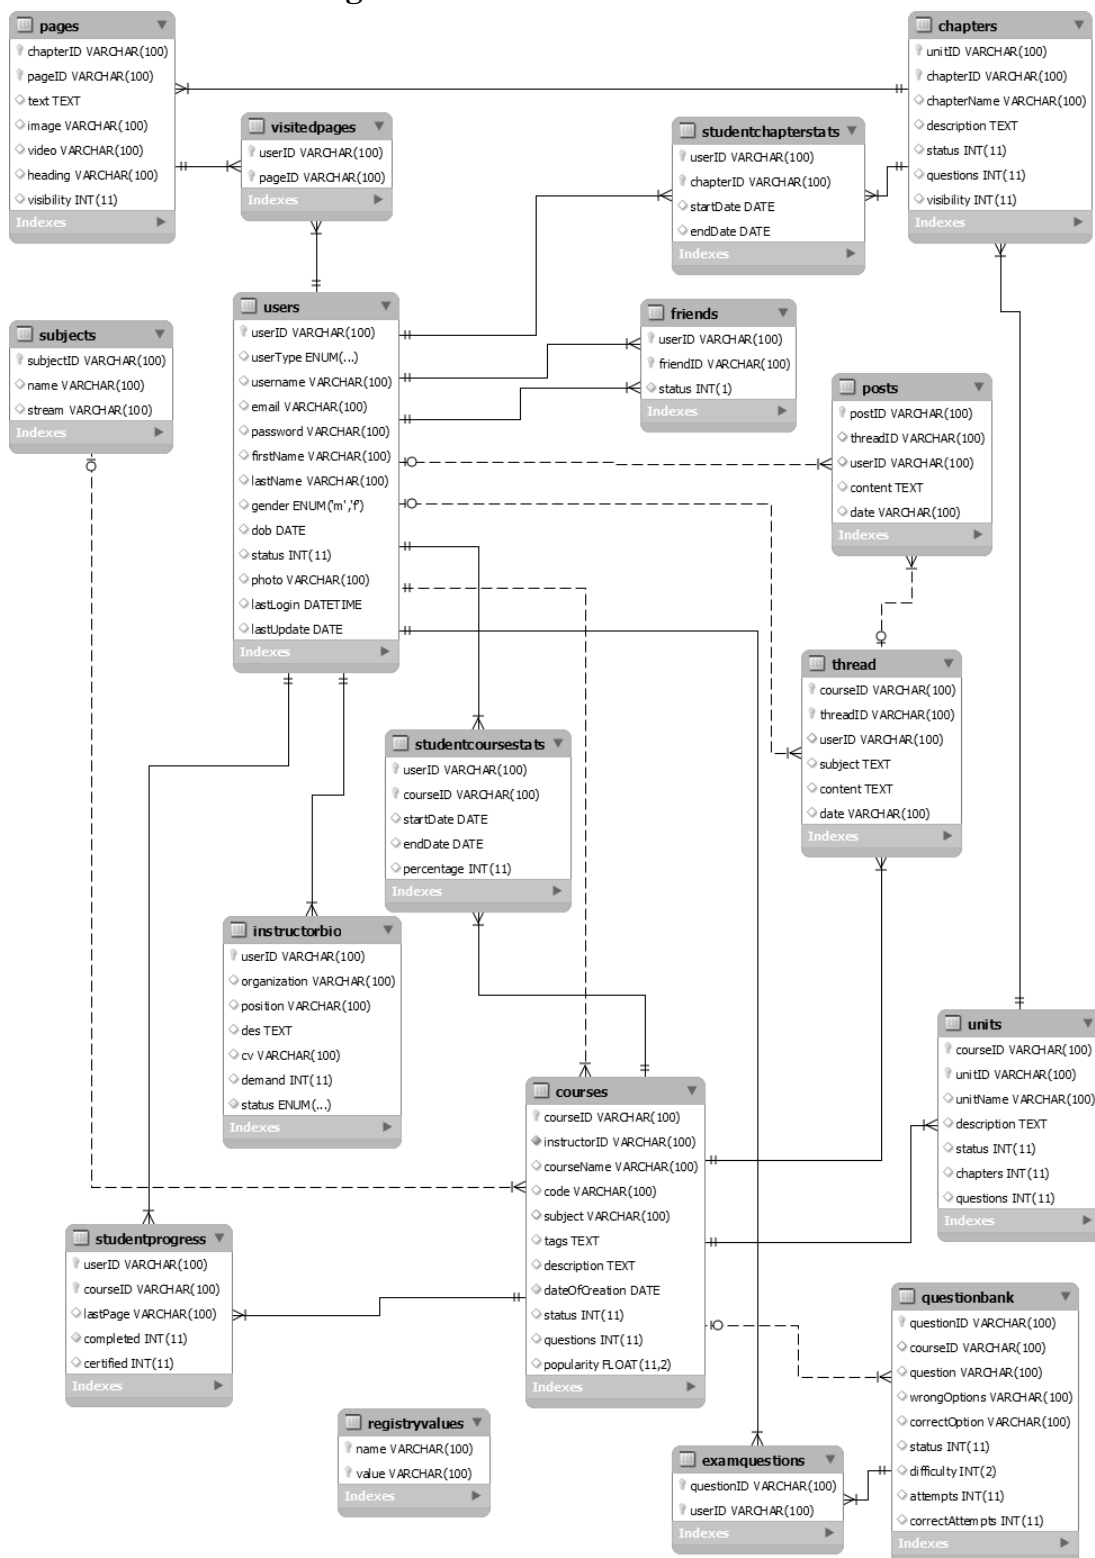 pages
chapterID VARCHAR(100)
pageID VARCHAR(100)
text TEXT
image VARCHAR(100)
video VARCHAR(100)
heading VARCHAR(100)
visibility INT(11)
Indexes
chapters
unitID VARCHAR(100)
chapterID VARCHAR(100)
chapterName VARCHAR(100)
description TEXT
status INT(11)
questions INT(11)
visibility INT(11)
Indexes
visitedpages
userID VARCHAR(100)
pageID VARCHAR(100)
Indexes
studentchapterstats
userID VARCHAR(100)
chapterID VARCHAR(100)
startDate DATE
endDate DATE
Indexes
users
userID VARCHAR(100)
userType ENUM(...)
username VARCHAR(100)
email VARCHAR(100)
password VARCHAR(100)
firstName VARCHAR(100)
lastName VARCHAR(100)
gender ENUM('m','f')
dob DATE
status INT(11)
photo VARCHAR(100)
lastLogin DATETIME
lastUpdate DATE
Indexes
subjects
subjectID VARCHAR(100)
name VARCHAR(100)
stream VARCHAR(100)
Indexes
friends
userID VARCHAR(100)
friendID VARCHAR(100)
status INT(1)
Indexes
posts
postID VARCHAR(100)
threadID VARCHAR(100)
userID VARCHAR(100)
content TEXT
date VARCHAR(100)
Indexes
thread
courseID VARCHAR(100)
threadID VARCHAR(100)
userID VARCHAR(100)
subject TEXT
content TEXT
date VARCHAR(100)
Indexes
studentcoursestats
userID VARCHAR(100)
courseID VARCHAR(100)
startDate DATE
endDate DATE
percentage INT(11)
Indexes
instructorbio
userID VARCHAR(100)
organization VARCHAR(100)
position VARCHAR(100)
des TEXT
cv VARCHAR(100)
demand INT(11)
status ENUM(...)
Indexes
units
courseID VARCHAR(100)
unitID VARCHAR(100)
unitName VARCHAR(100)
description TEXT
status INT(11)
chapters INT(11)
questions INT(11)
Indexes
courses
courseID VARCHAR(100)
instructorID VARCHAR(100)
courseName VARCHAR(100)
code VARCHAR(100)
subject VARCHAR(100)
tags TEXT
description TEXT
dateOfCreation DATE
status INT(11)
questions INT(11)
popularity FLOAT(11,2)
Indexes
studentprogress
userID VARCHAR(100)
courseID VARCHAR(100)
lastPage VARCHAR(100)
completed INT(11)
certified INT(11)
Indexes
questionbank
questionID VARCHAR(100)
courseID VARCHAR(100)
question VARCHAR(100)
wrongOptions VARCHAR(100)
correctOption VARCHAR(100)
status INT(11)
difficulty INT(2)
attempts INT(11)
correctAttempts INT(11)
Indexes
registryvalues
name VARCHAR(100)
value VARCHAR(100)
Indexes
examquestions
questionID VARCHAR(100)
userID VARCHAR(100)
Indexes